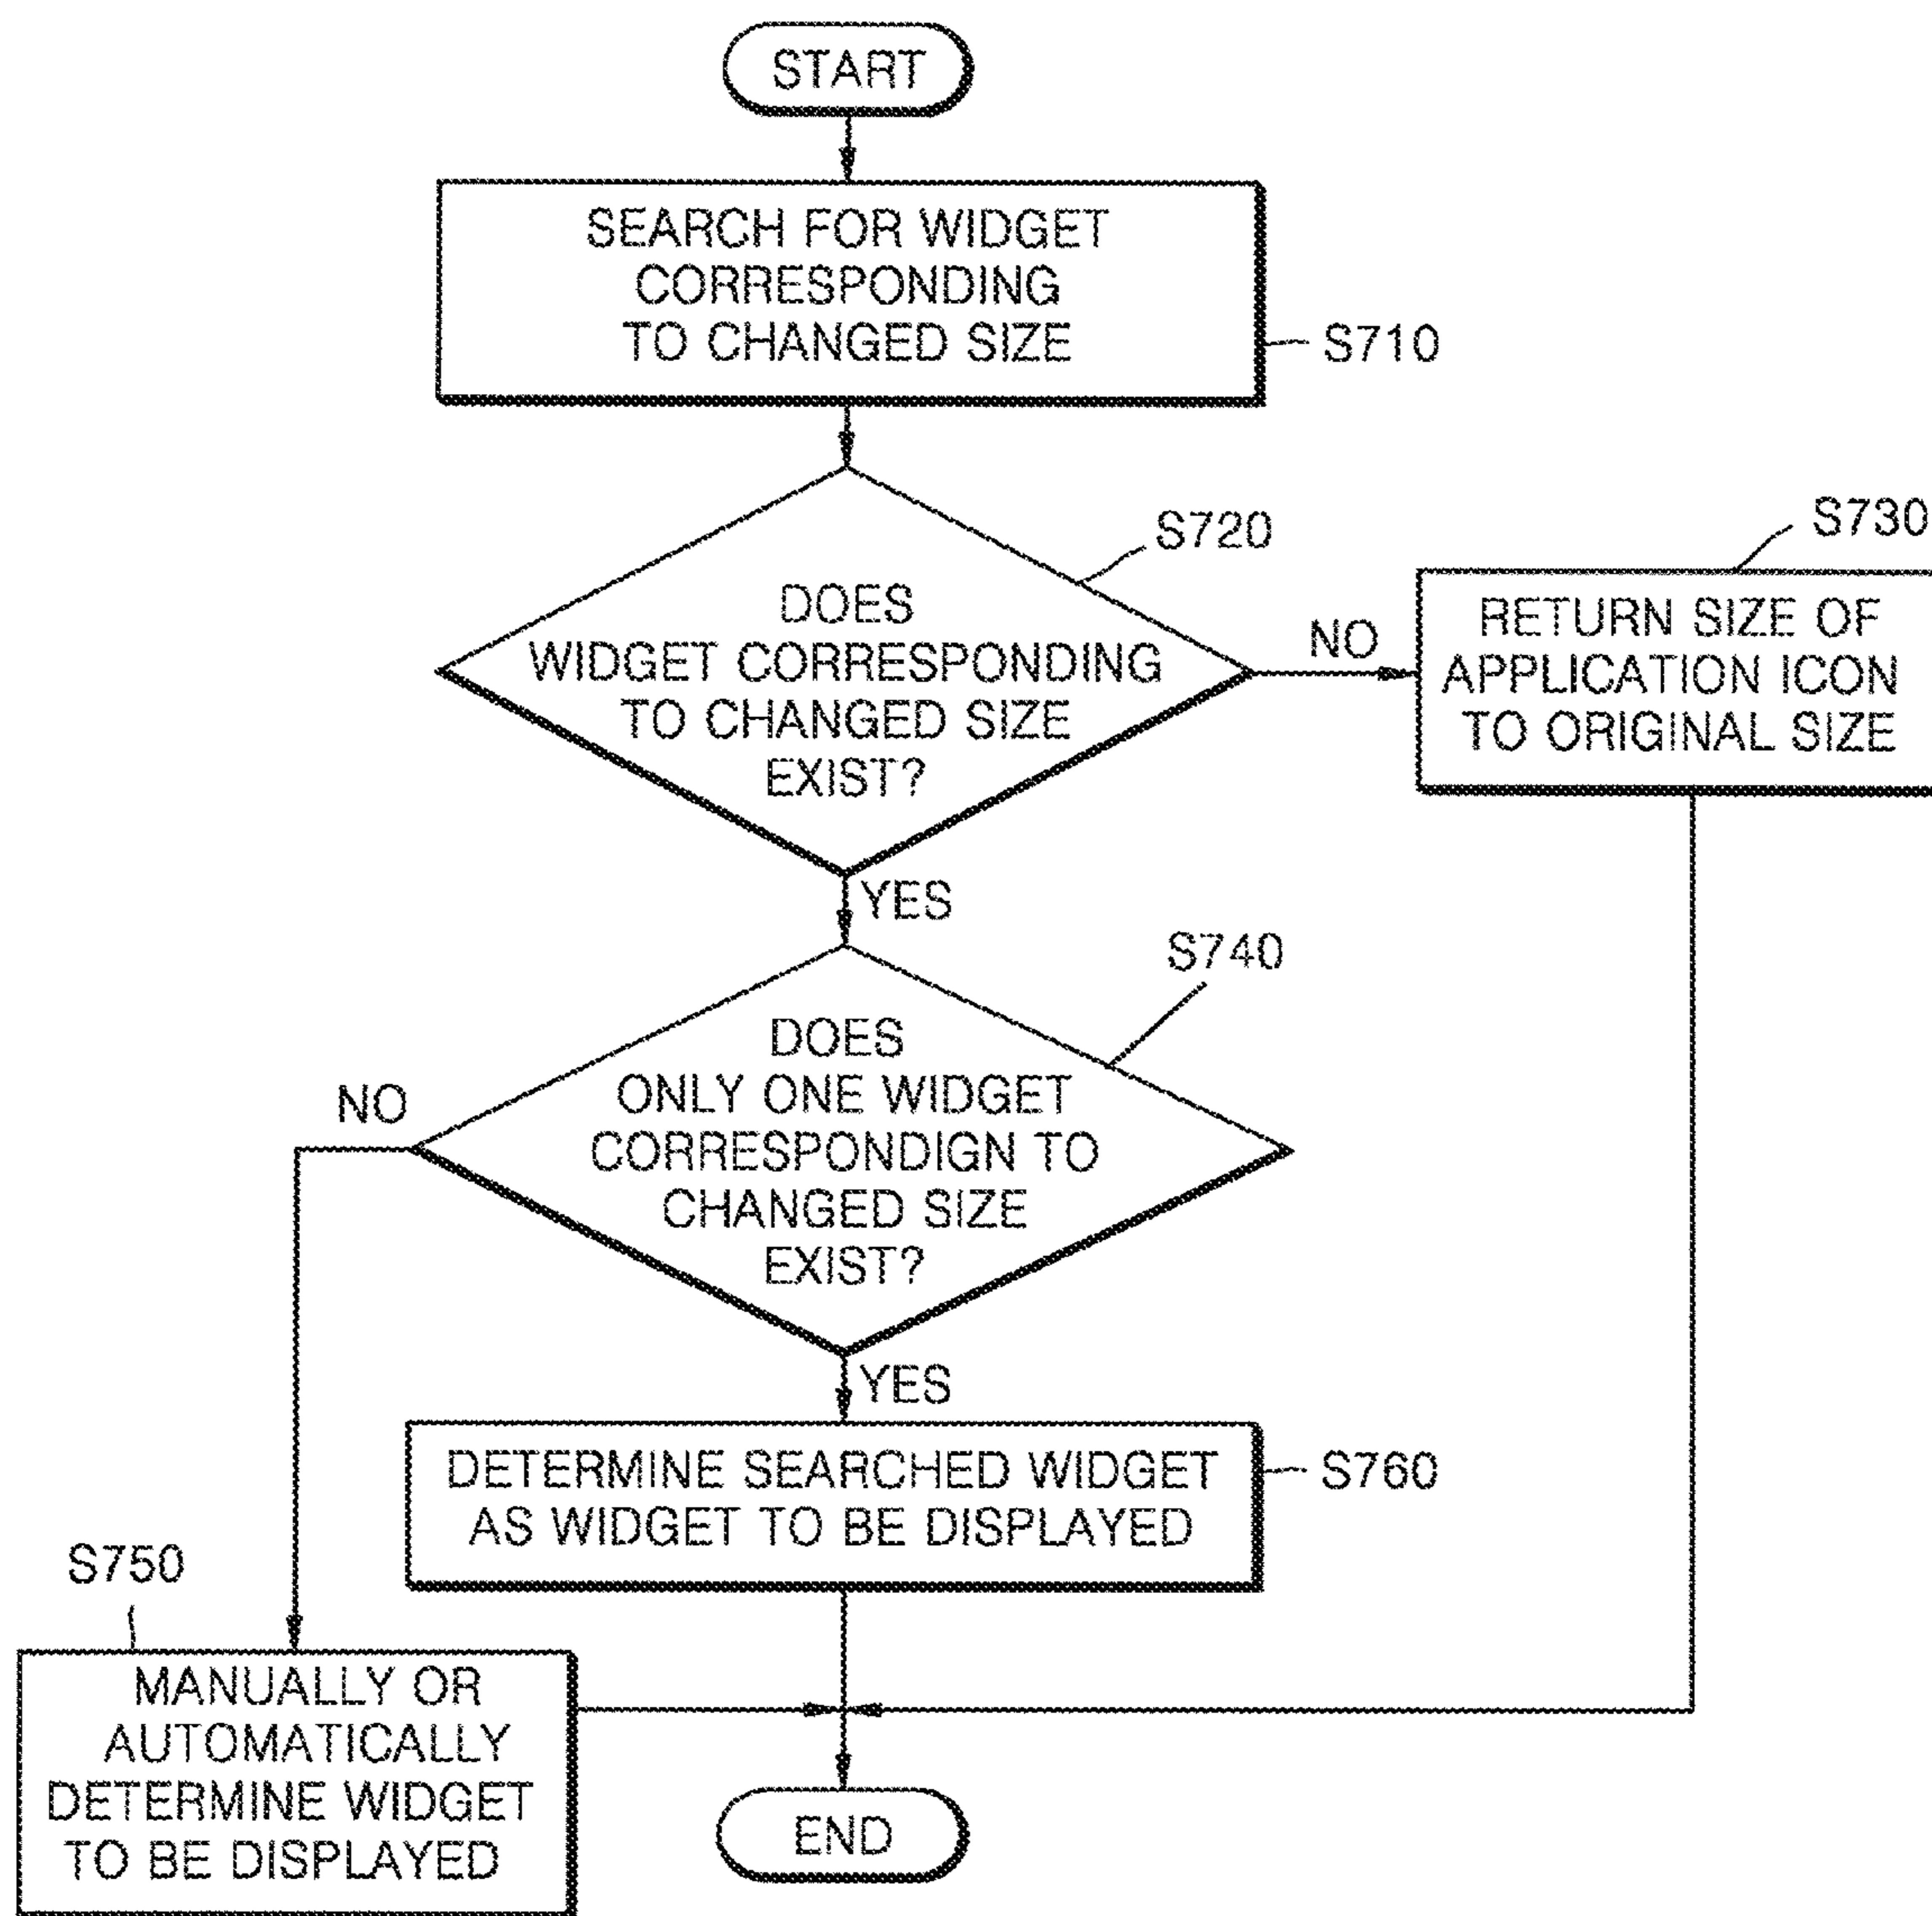 START
SEARCH FOR WIDGET
CORRESPONDING
TO CHANGED SIZE
S710
S720
DOES
WIDGET CORRESPONDING
TO CHANGED SIZE
EXIST?
NO
S730
RETURN SIZE OF
APPLICATION ICON
TO ORIGINAL SIZE
YES
S740
DOES
ONLY ONE WIDGET
CORRESPONDIGN TO
CHANGED SIZE
EXIST?
NO
YES
DETERMINE SEARCHED WIDGET
AS WIDGET TO BE DISPLAYED
S760
S750
MANUALLY OR
AUTOMATICALLY
DETERMINE WIDGET
TO BE DISPLAYED
END